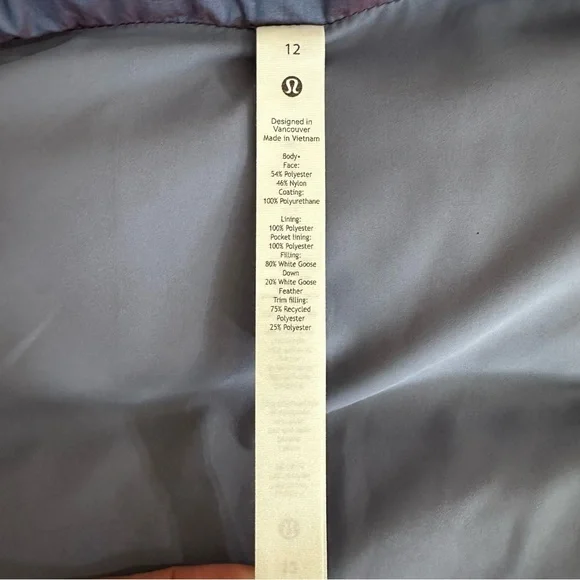 12
Designed in
Vancouver
Made in Vietnam
Body+
Face:
54% Polyester
46% Nylon
Coating:
100% Polyurethane
Lining:
100% Polyester
Pocket lining:
100% Polyester
Filling:
80% White Goose
Down
20% White Goose
Feather
Trim filling:
75% Recycled
Polyester
25% Polyester